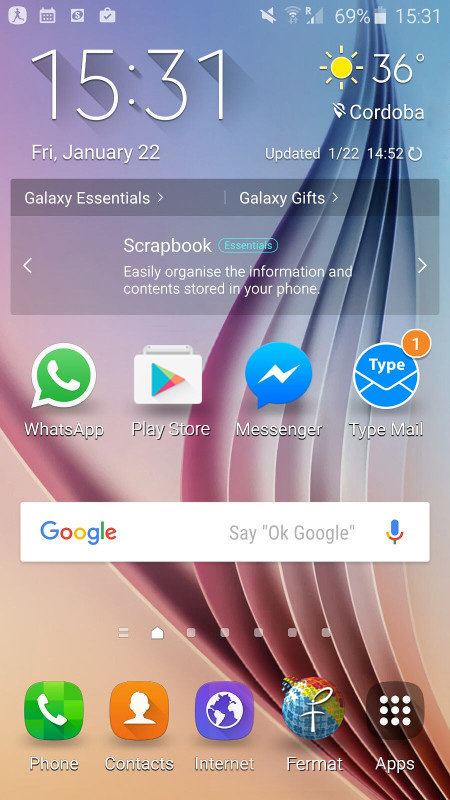 R 69% 15:31
15:31 36°
Cordoba
Fri, January 22 Updated 1/22 14:52
Galaxy Essentials > Galaxy Gifts >
Scrapbook Essentials
Easily organise the information and
contents stored in your phone.
1
Type
WhatsApp Play Store Messenger Type Mail
Google Say "Ok Google"
f
Phone Contacts Internet Fermat Apps